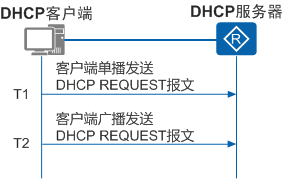 DHCP客户端
DHCP服务器
R
客户端单播发送
DHCP REQUEST报文
T1
客户端广播发送
DHCP REQUEST报文
T2